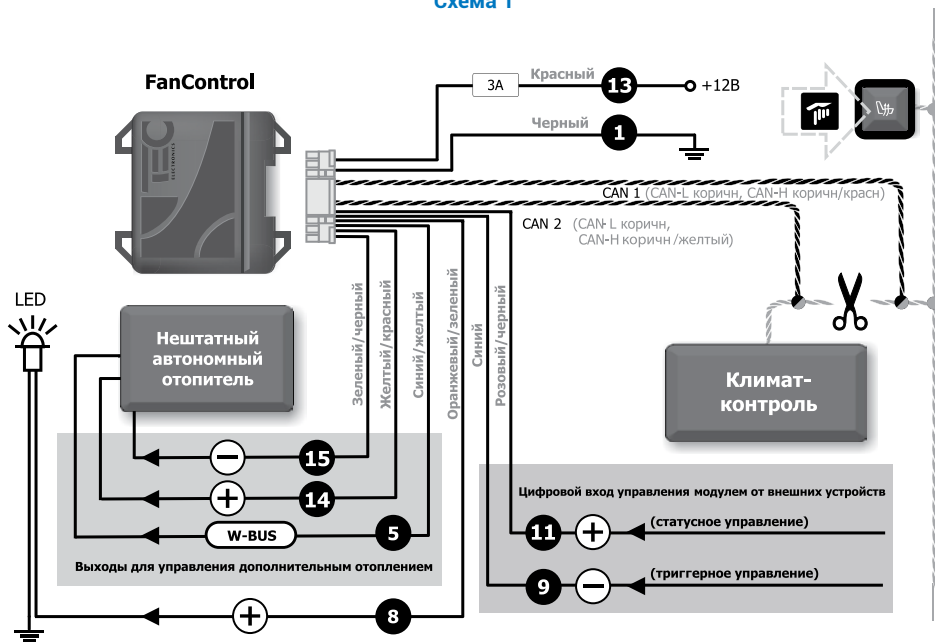 Схема 1
FanControl
3А
Красный
13
+12В
Черный
1
TEC
ELECTRONICS
CAN 1 (CAN-L коричн, CAN-H коричн/красн)
CAN 2 (CAN-L коричн,
CAN-H коричн/желтый)
LED
Нештатный
автономный
отопитель
Зеленый/черный
Желтый/красный
Синий/желтый
Оранжевый/зеленый
Синий
Розовый/черный
Климат-
контроль
15
14
W-BUS
5
Выходы для управления дополнительным отоплением
8
Цифровой вход управления модулем от внешних устройств
11
(статусное управление)
9
(триггерное управление)